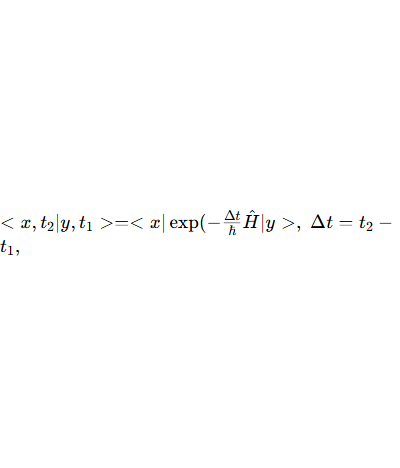 < x, t₂|y, t₁ >=< x| exp(−Δt/ħ Ĥ|y >, Δt = t₂ −
t₁,